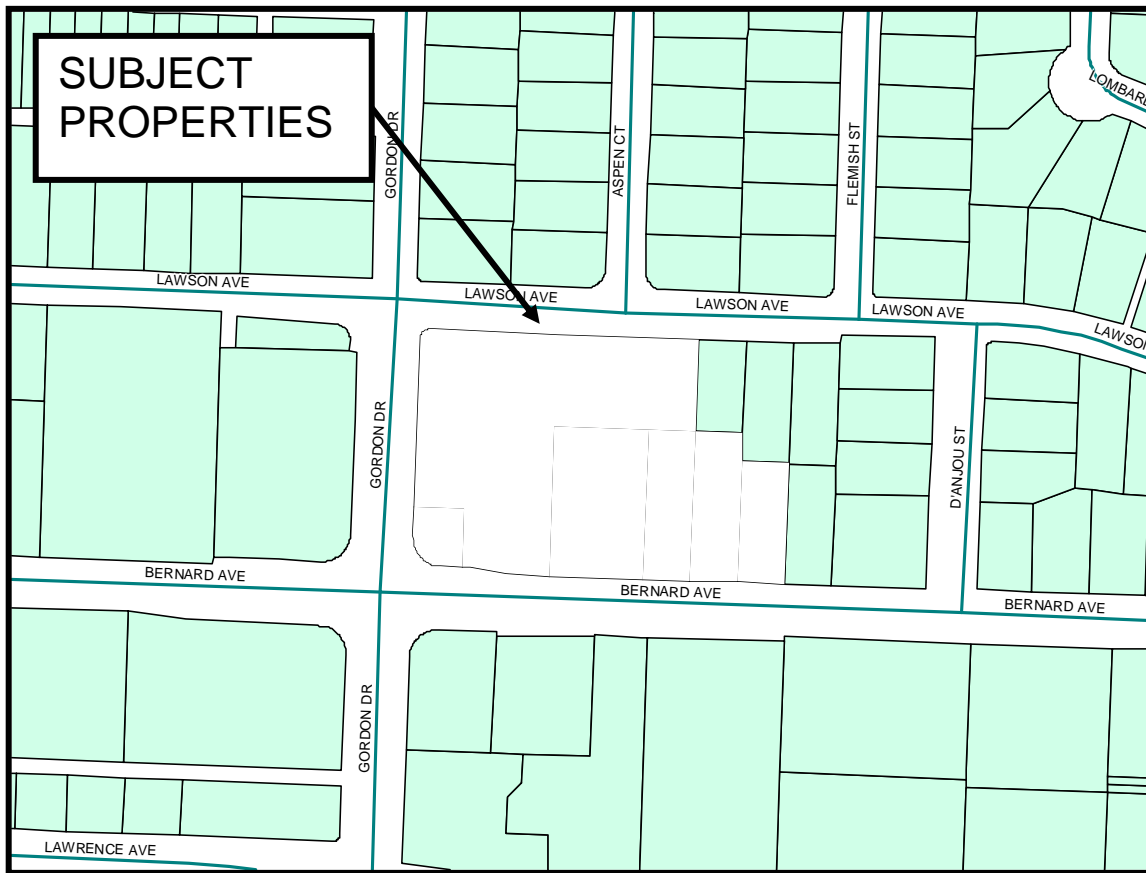 SUBJECT
PROPERTIES
GORDON DR
ASPEN CT
FLEMISH ST
LAWSON AVE
LAWSON AVE
LAWSON AVE
LAWSON AVE
GORDON DR
D'ANJOU ST
BERNARD AVE
BERNARD AVE
BERNARD AVE
GORDON DR
LAWRENCE AVE